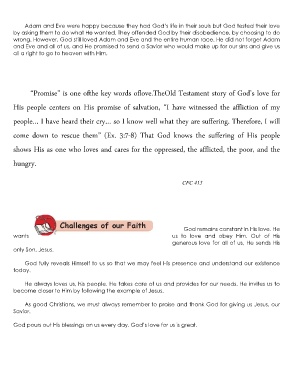 Adam and Eve were happy because they had God's life in their souls but God tested their love
by asking them to do what He wanted. They offended God by their disobedience, by choosing to do
wrong. However, God still loved Adam and Eve and the entire human race. He did not forget Adam
and Eve and all of us, and He promised to send a Savior who would make up for our sins and give us
all a right to go to heaven with Him.
"Promise" is one ofthe key words oflove.TheOld Testament story of God's love for
His people centers on His promise of salvation, "I have witnessed the affliction of my
people... I have heard their cry... so I know well what they are suffering. Therefore, I will
come down to rescue them" (Ex. 3:7-8) That God knows the suffering of His people
shows His as one who loves and cares for the oppressed, the afflicted, the poor, and the
hungry.
CFC 413
Challenges of our Faith
God remains constant in His love. He
wants us to love and obey Him. Out of His
generous love for all of us, He sends His
only Son, Jesus.
God fully reveals Himself to us so that we may feel His presence and understand our existence
today.
He always loves us, his people. He takes care of us and provides for our needs. He invites us to
become closer to Him by following the example of Jesus.
As good Christians, we must always remember to praise and thank God for giving us Jesus, our
Savior.
God pours out His blessings on us every day. God's love for us is great.